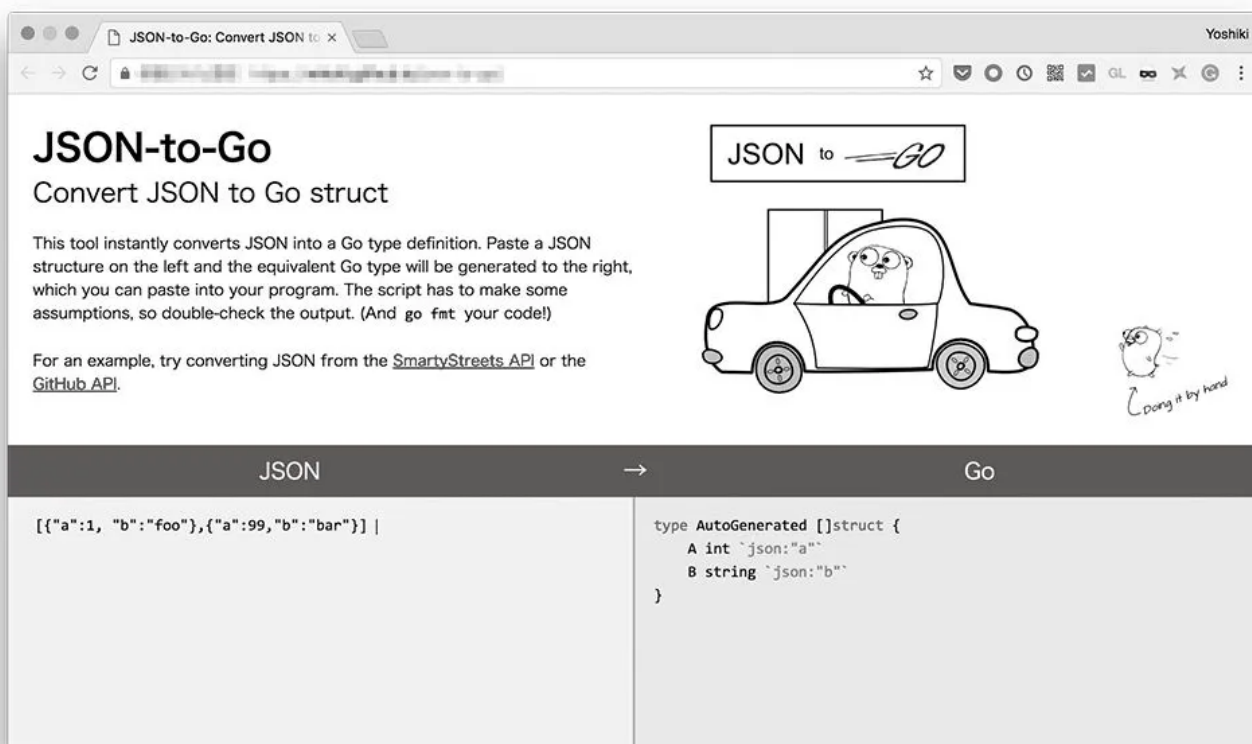 JSON-to-Go: Convert JSON to
Yoshiki
GL
JSON-to-Go
Convert JSON to Go struct
This tool instantly converts JSON into a Go type definition. Paste a JSON
structure on the left and the equivalent Go type will be generated to the right,
which you can paste into your program. The script has to make some
assumptions, so double-check the output. (And go fmt your code!)
For an example, try converting JSON from the SmartyStreets API or the
GitHub API.
JSON to GO
Doing it by hand
JSON → Go
[{"a":1, "b":"foo"},{"a":99,"b":"bar"}]
type AutoGenerated []struct {
A int `json:"a"`
B string `json:"b"`
}